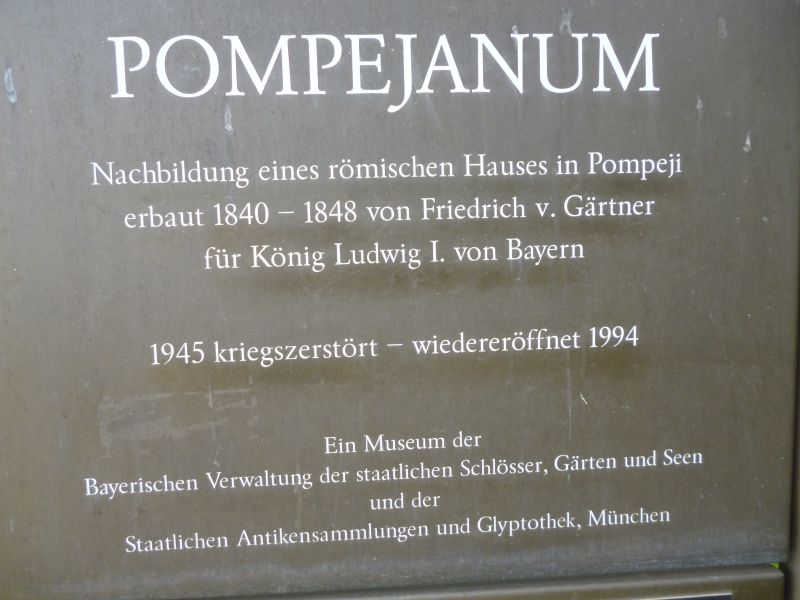 POMPEJANUM
Nachbildung eines römischen Hauses in Pompeji
erbaut 1840 – 1848 von Friedrich v. Gärtner
für König Ludwig I. von Bayern
1945 kriegszerstört – wiedereröffnet 1994
Ein Museum der
Bayerischen Verwaltung der staatlichen Schlösser, Gärten und Seen
und der
Staatlichen Antikensammlungen und Glyptothek, München